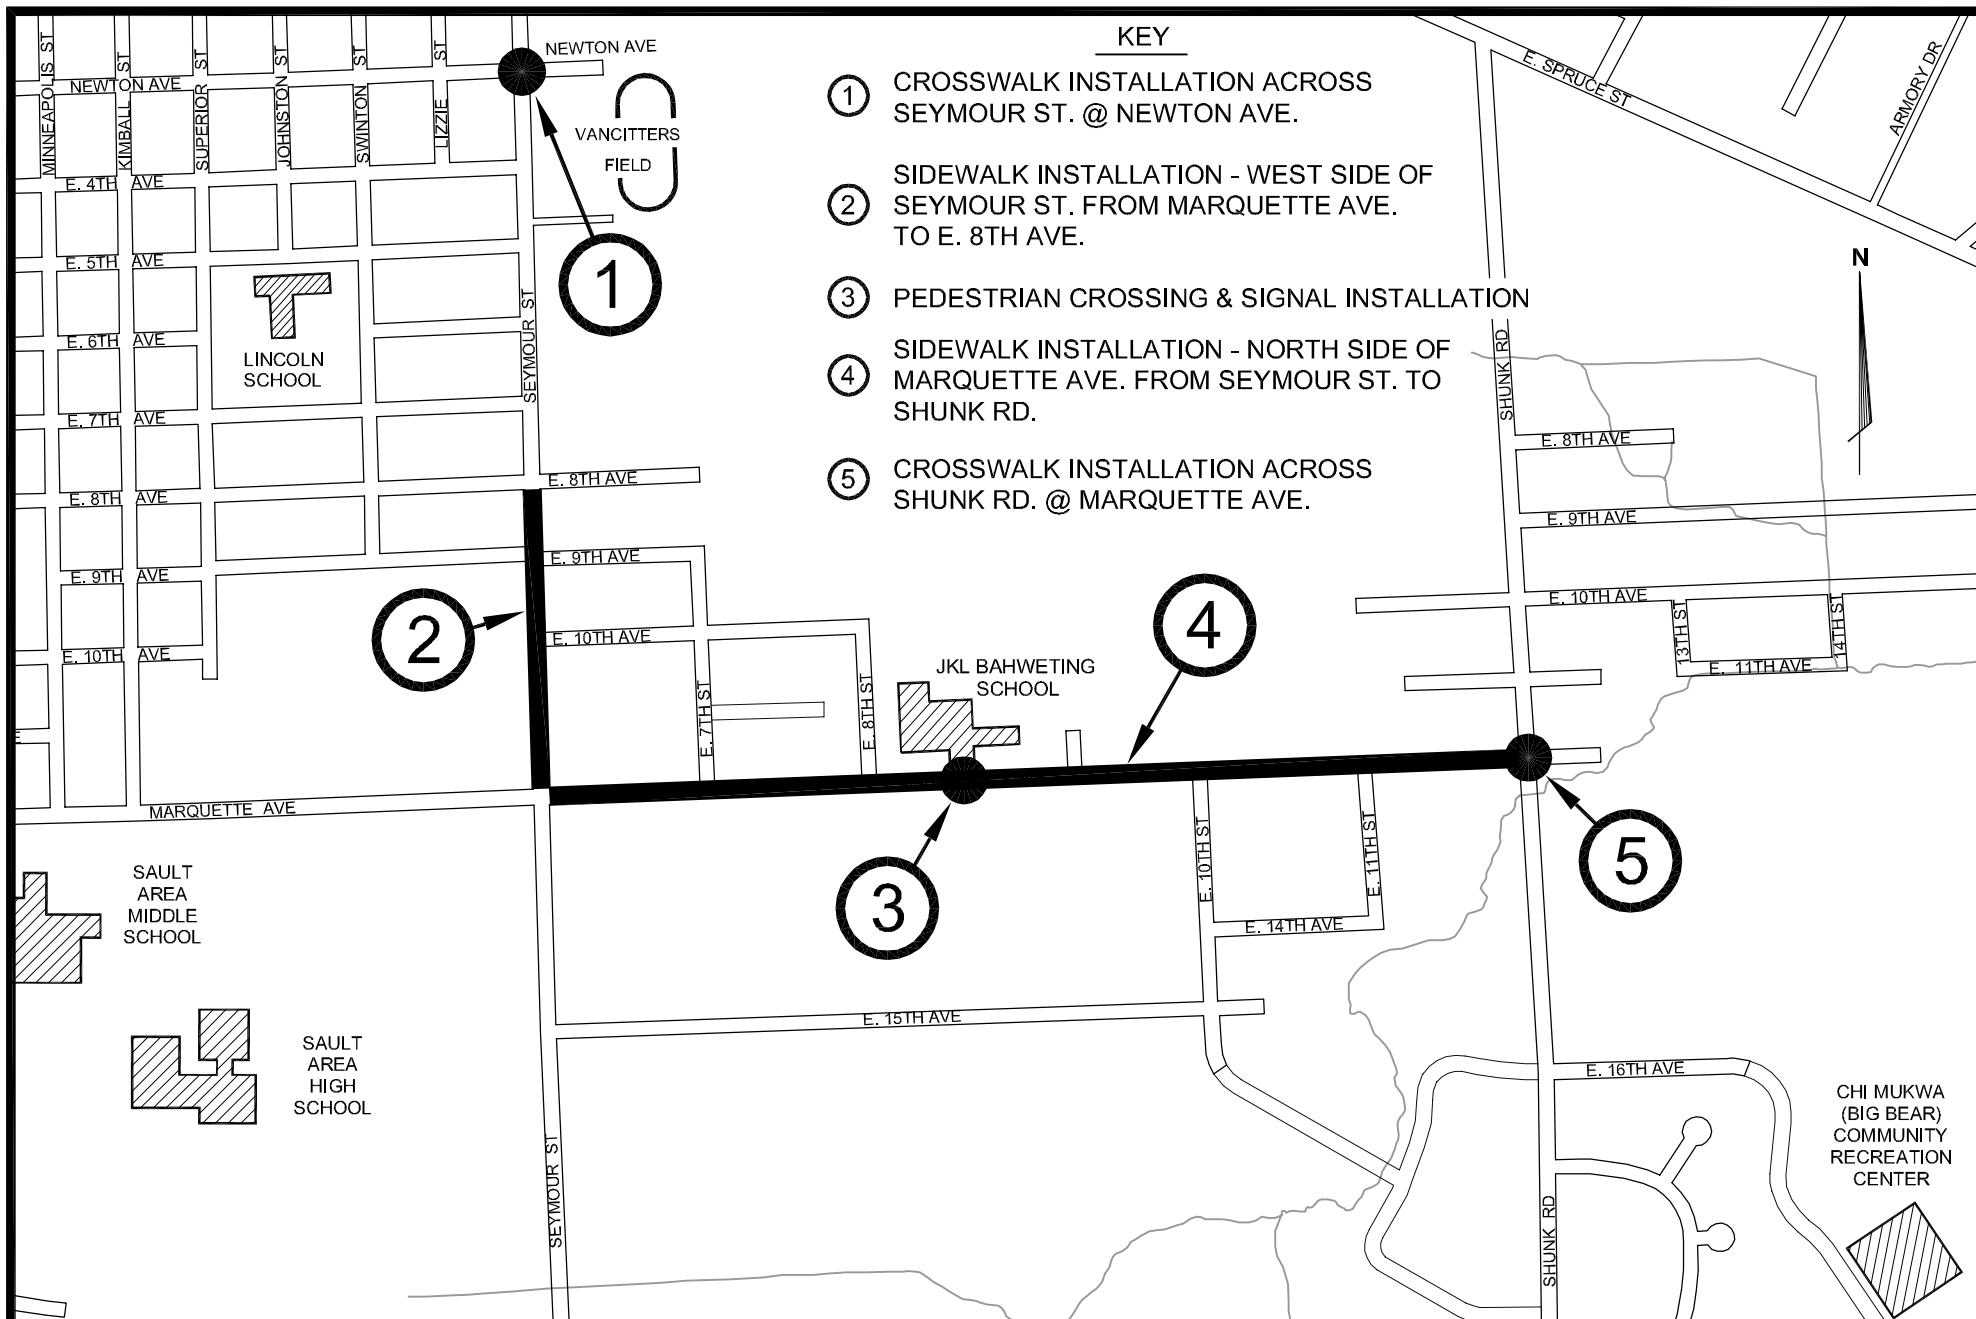 KEY
1 CROSSWALK INSTALLATION ACROSS
SEYMOUR ST. @ NEWTON AVE.
2 SIDEWALK INSTALLATION - WEST SIDE OF
SEYMOUR ST. FROM MARQUETTE AVE.
TO E. 8TH AVE.
3 PEDESTRIAN CROSSING & SIGNAL INSTALLATION
4 SIDEWALK INSTALLATION - NORTH SIDE OF
MARQUETTE AVE. FROM SEYMOUR ST. TO
SHUNK RD.
5 CROSSWALK INSTALLATION ACROSS
SHUNK RD. @ MARQUETTE AVE.
N
MINNEAPOLIS ST
KIMBALL ST
SUPERIOR ST
JOHNSTON ST
SWINTON ST
LIZZIE ST
NEWTON AVE
NEWTON AVE
VANCITTERS
FIELD
1
E. 4TH AVE
E. 5TH AVE
E. 6TH AVE
E. 7TH AVE
E. 8TH AVE
E. 9TH AVE
E. 10TH AVE
LINCOLN
SCHOOL
SEYMOUR ST
E. 8TH AVE
E. 9TH AVE
E. 10TH AVE
2
E. 7TH ST
E. 8TH ST
JKL BAHWETING
SCHOOL
4
E. SPRUCE ST
ARMORY DR
SHUNK RD
E. 8TH AVE
E. 9TH AVE
E. 10TH AVE
13TH ST
14TH ST
E. 11TH AVE
E
MARQUETTE AVE
3
5
E. 10TH ST
E. 11TH ST
E. 14TH AVE
E. 15TH AVE
SAULT
AREA
MIDDLE
SCHOOL
SAULT
AREA
HIGH
SCHOOL
SEYMOUR ST
E. 16TH AVE
SHUNK RD
CHI MUKWA
(BIG BEAR)
COMMUNITY
RECREATION
CENTER